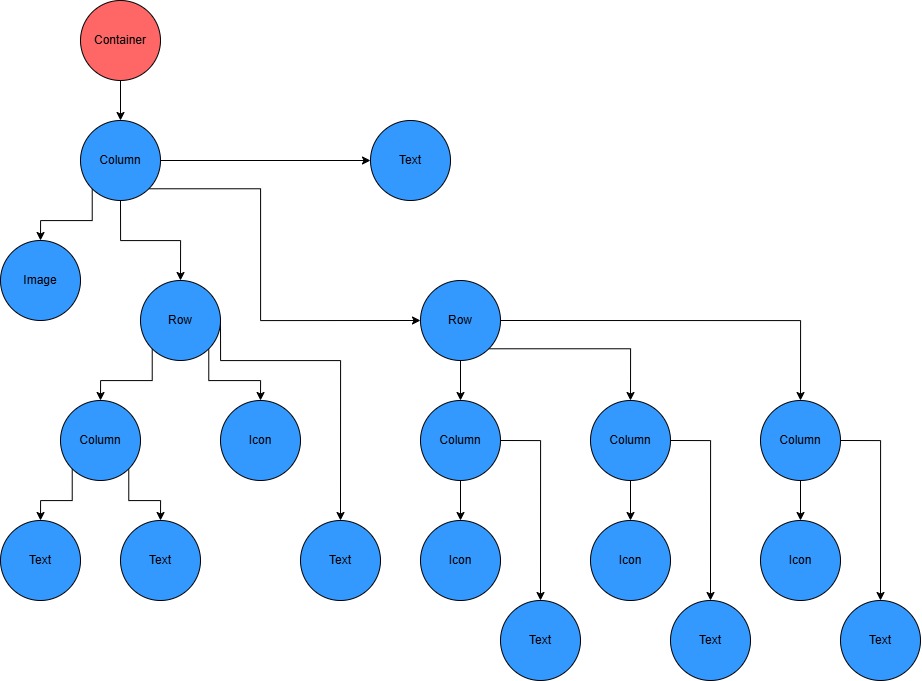 Container
Column
Text
Image
Row
Row
Column
Icon
Column
Column
Column
Text
Text
Text
Icon
Icon
Icon
Text
Text
Text